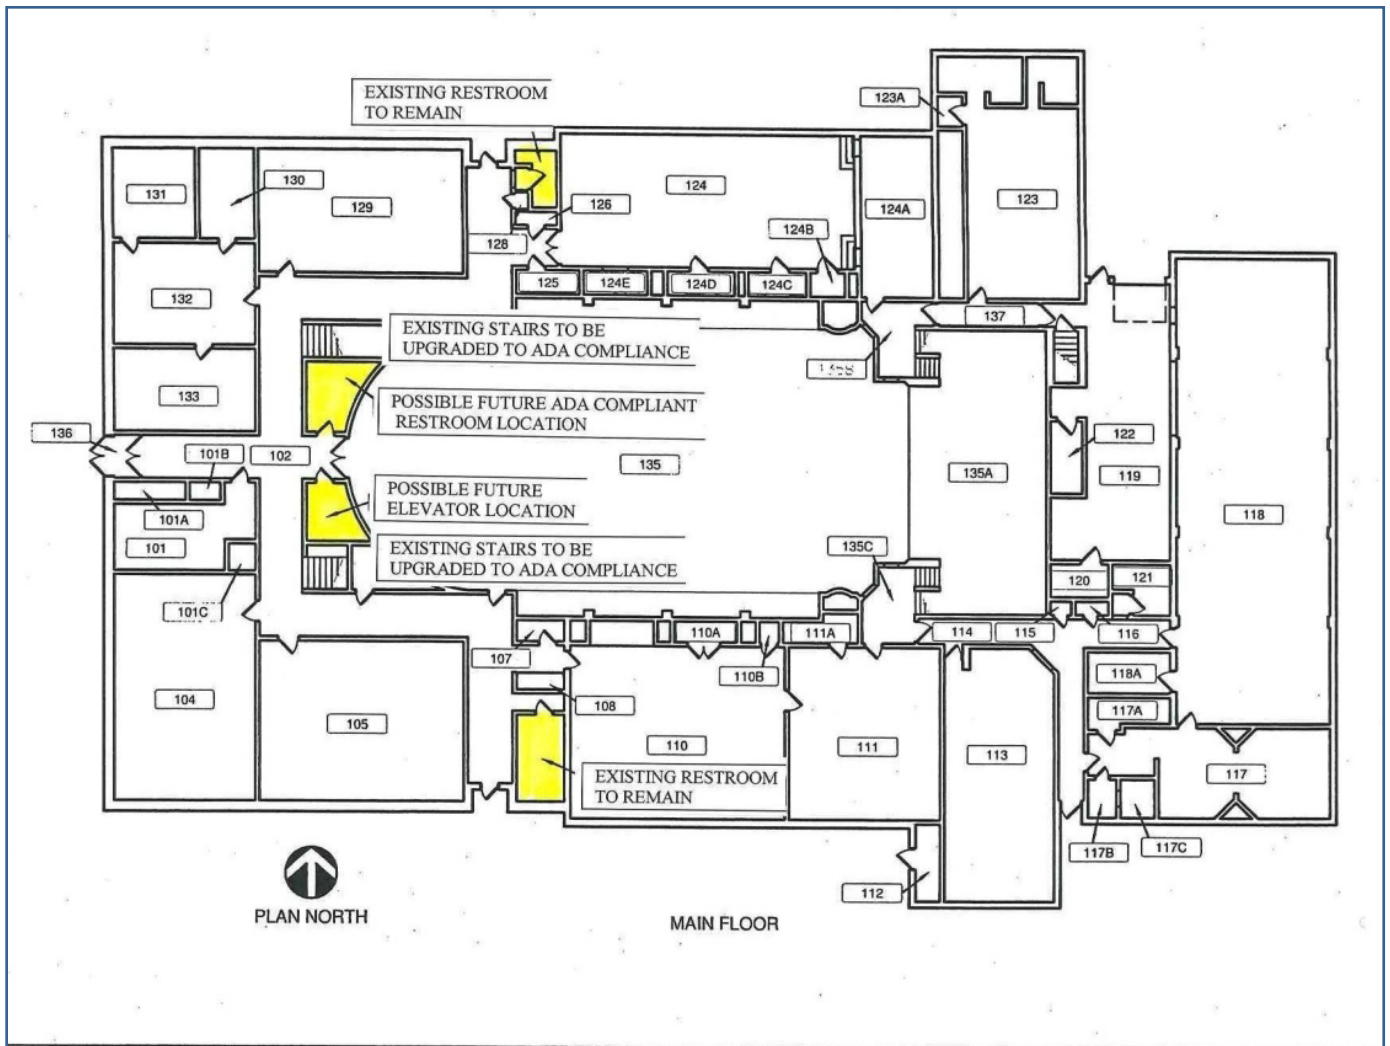 EXISTING RESTROOM
TO REMAIN
123A
131
130
129
124
124A
123
126
128
124B
132
125
124E
124D
124C
137
EXISTING STAIRS TO BE
UPGRADED TO ADA COMPLIANCE
133
POSSIBLE FUTURE ADA COMPLIANT
RESTROOM LOCATION
136
101B
102
135
135A
122
119
118
POSSIBLE FUTURE
ELEVATOR LOCATION
101A
101
135C
EXISTING STAIRS TO BE
UPGRADED TO ADA COMPLIANCE
120
121
101C
107
110A
111A
114
115
116
110B
118A
104
108
117A
105
110
111
113
117
EXISTING RESTROOM
TO REMAIN
117B
117C
112
PLAN NORTH
MAIN FLOOR